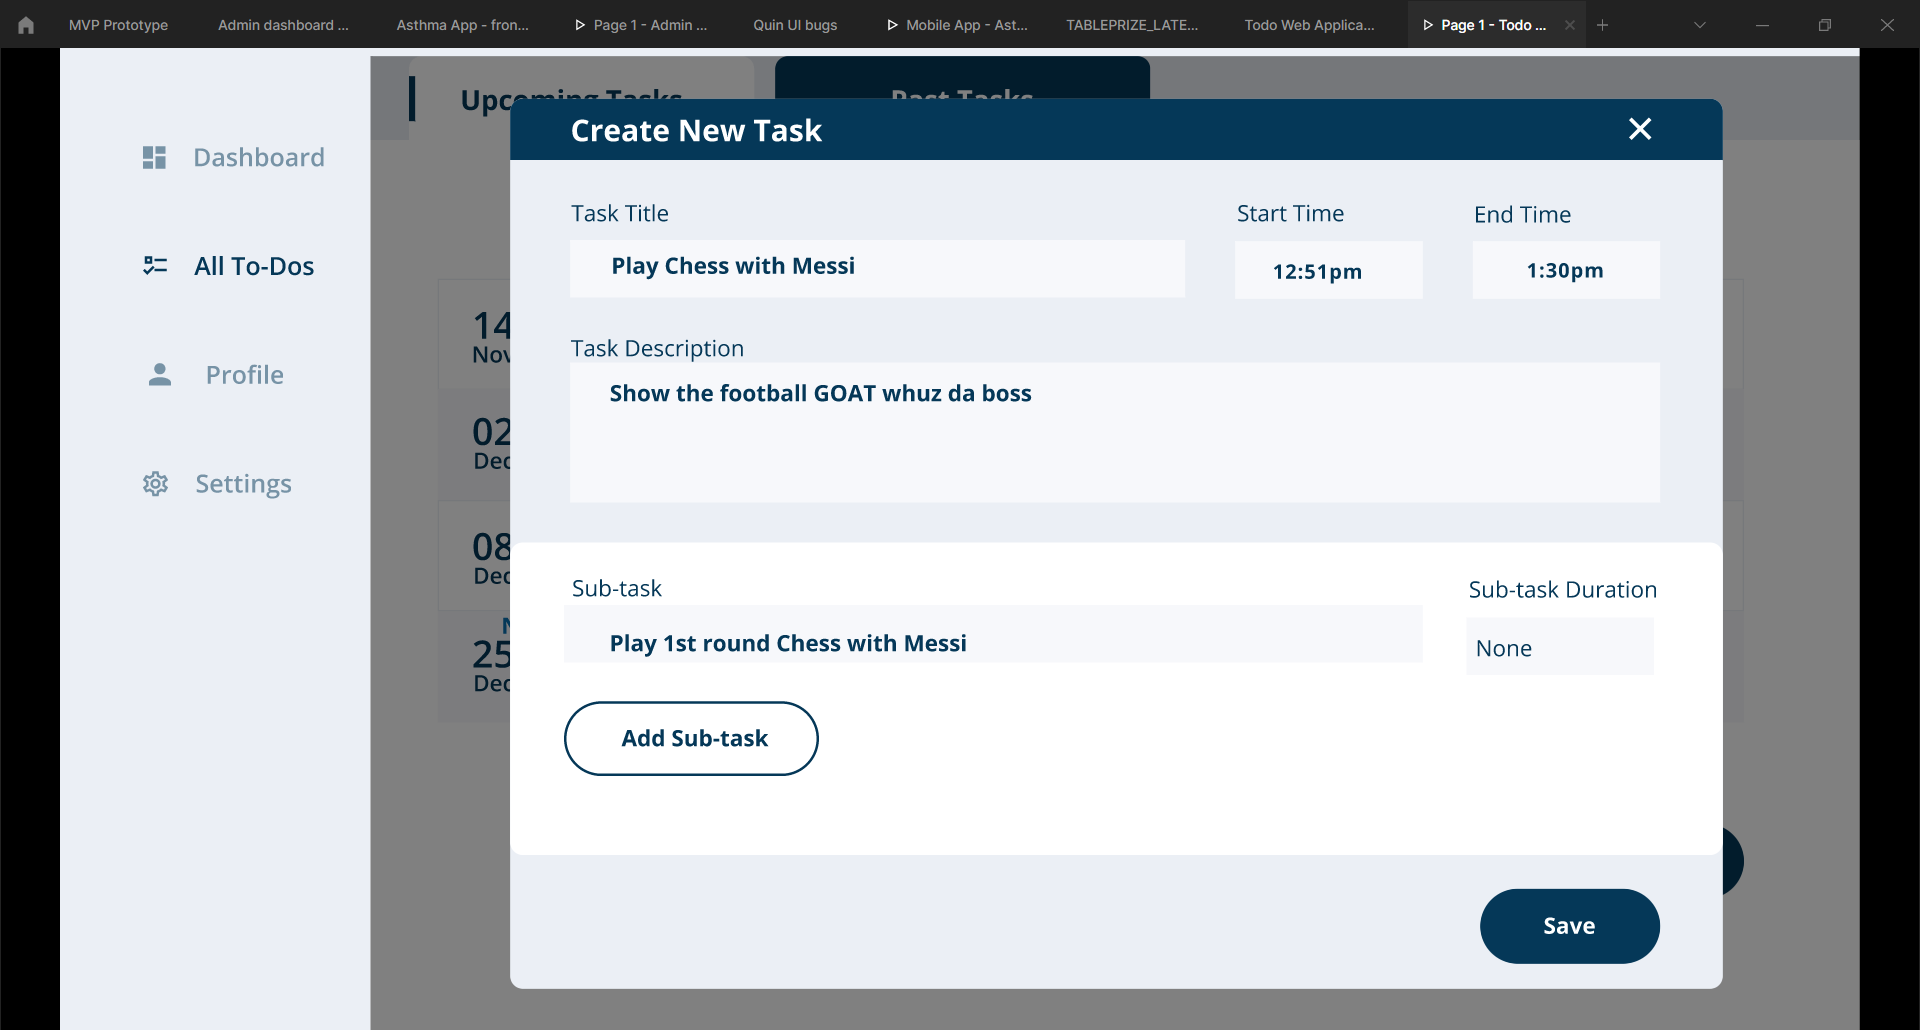 MVP Prototype
Admin dashboard ...
Asthma App - fron...
Page 1 - Admin ...
Quin UI bugs
Mobile App - Ast...
TABLEPRIZE_LATE...
Todo Web Applica...
Page 1 - Todo ...
Upcoming Tasks
Past Tasks
Dashboard
All To-Dos
Profile
Settings
14
Nov
02
Dec
08
Dec
25
Dec
Create New Task
Task Title
Start Time
End Time
Play Chess with Messi
12:51pm
1:30pm
Task Description
Show the football GOAT whuz da boss
Sub-task
Sub-task Duration
Play 1st round Chess with Messi
None
Add Sub-task
Save